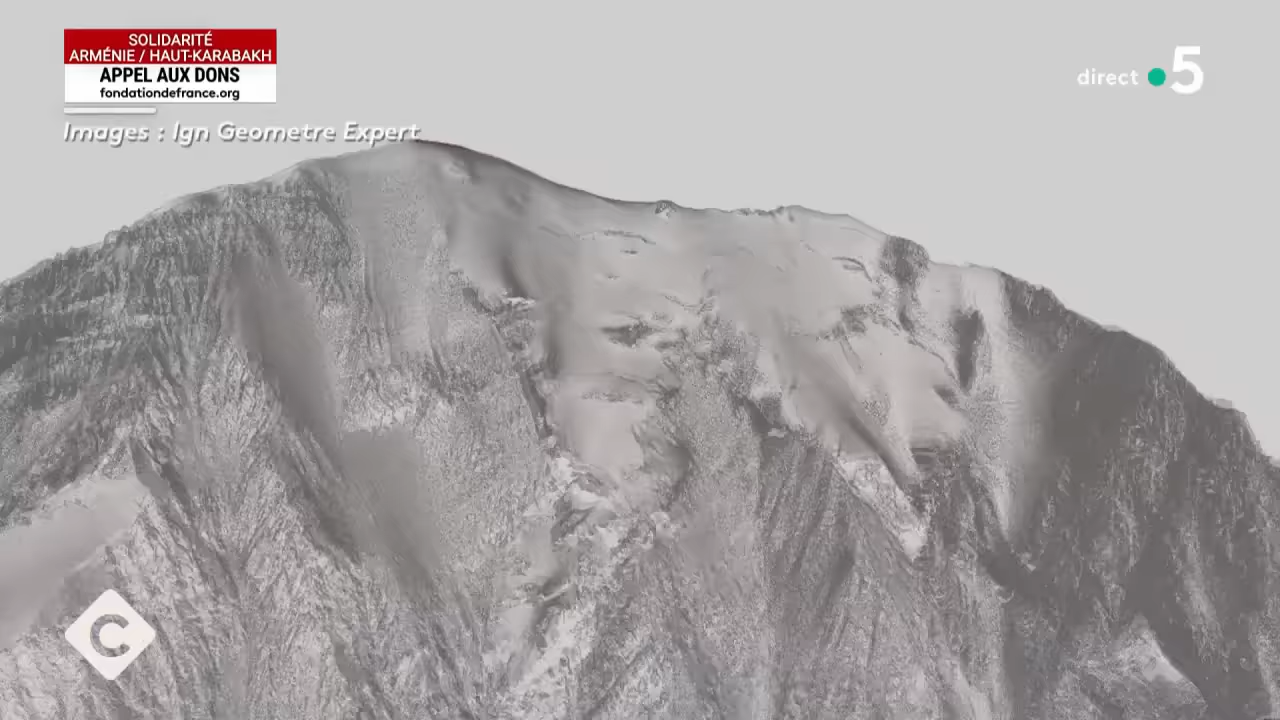 SOLIDARITÉ
ARMÉNIE / HAUT-KARABAKH
APPEL AUX DONS
fondationdefrance.org
Images : Ign Geometre Expert
direct 5
C